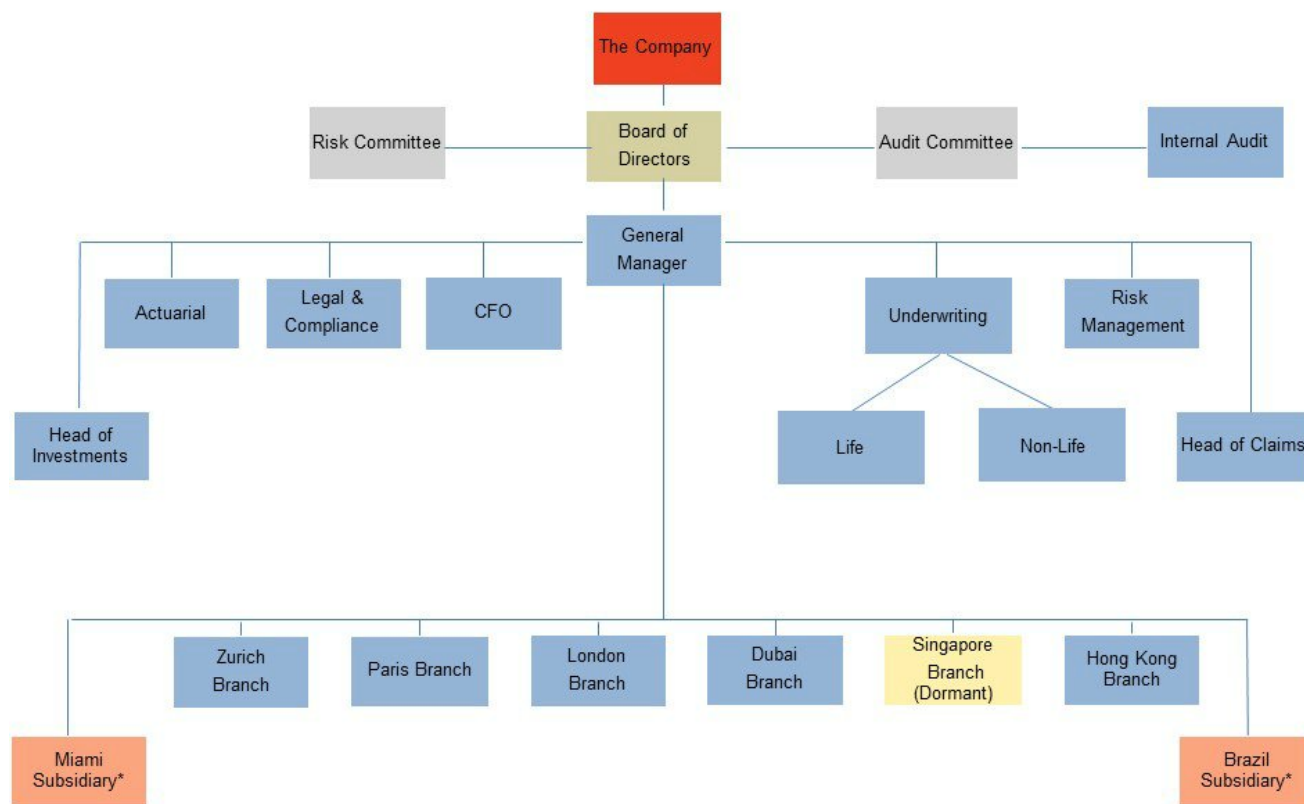 The Company
Risk Committee
Board of
Directors
Audit Committee
Internal Audit
General
Manager
Actuarial
Legal &
Compliance
CFO
Underwriting
Risk
Management
Head of
Investments
Life
Non-Life
Head of Claims
Zurich
Branch
Paris Branch
London
Branch
Dubai
Branch
Singapore
Branch
(Dormant)
Hong Kong
Branch
Miami
Subsidiary*
Brazil
Subsidiary*